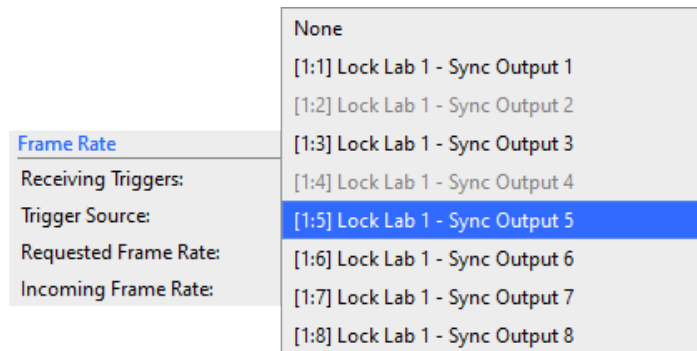 None
[1:1] Lock Lab 1 - Sync Output 1
[1:2] Lock Lab 1 - Sync Output 2
[1:3] Lock Lab 1 - Sync Output 3
[1:4] Lock Lab 1 - Sync Output 4
[1:5] Lock Lab 1 - Sync Output 5
[1:6] Lock Lab 1 - Sync Output 6
[1:7] Lock Lab 1 - Sync Output 7
[1:8] Lock Lab 1 - Sync Output 8
Frame Rate
Receiving Triggers:
Trigger Source:
Requested Frame Rate:
Incoming Frame Rate: